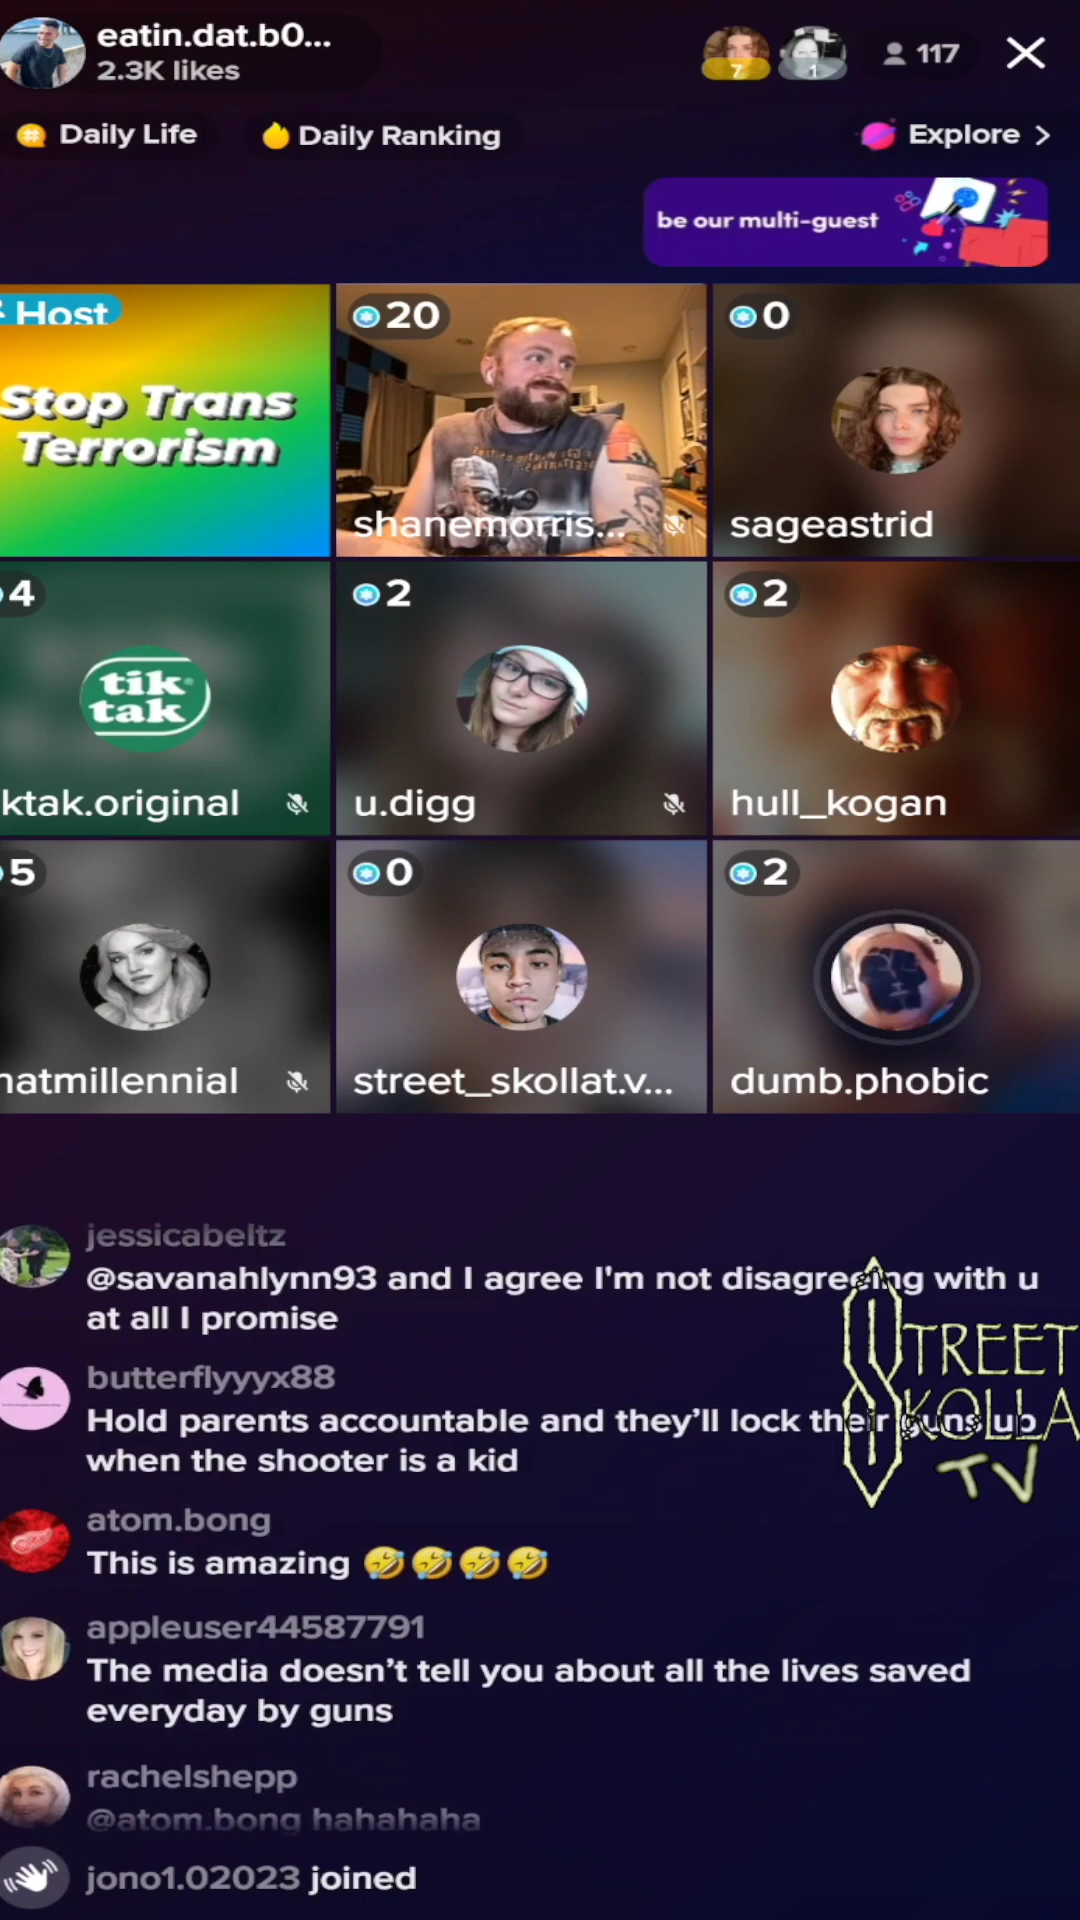 eatin.dat.b0...
2.3K likes
7
1
117
Daily Life
Daily Ranking
Explore >
be our multi-guest
Host
Stop Trans
Terrorism
20
shanemorris...
0
sageastrid
4
tik
tak
ktak.original
2
u.digg
2
hull_kogan
5
natmillennial
0
street_skollat.v...
2
dumb.phobic
jessicabeltz
@savanahlynn93 and I agree I'm not disagreeing with u
at all I promise
STREET
SKOLLA
TV
butterflyyyx88
Hold parents accountable and they’ll lock their guns up
when the shooter is a kid
atom.bong
This is amazing 🤣🤣🤣🤣
appleuser44587791
The media doesn’t tell you about all the lives saved
everyday by guns
rachelshepp
@atom.bong hahahaha
jono1.02023 joined